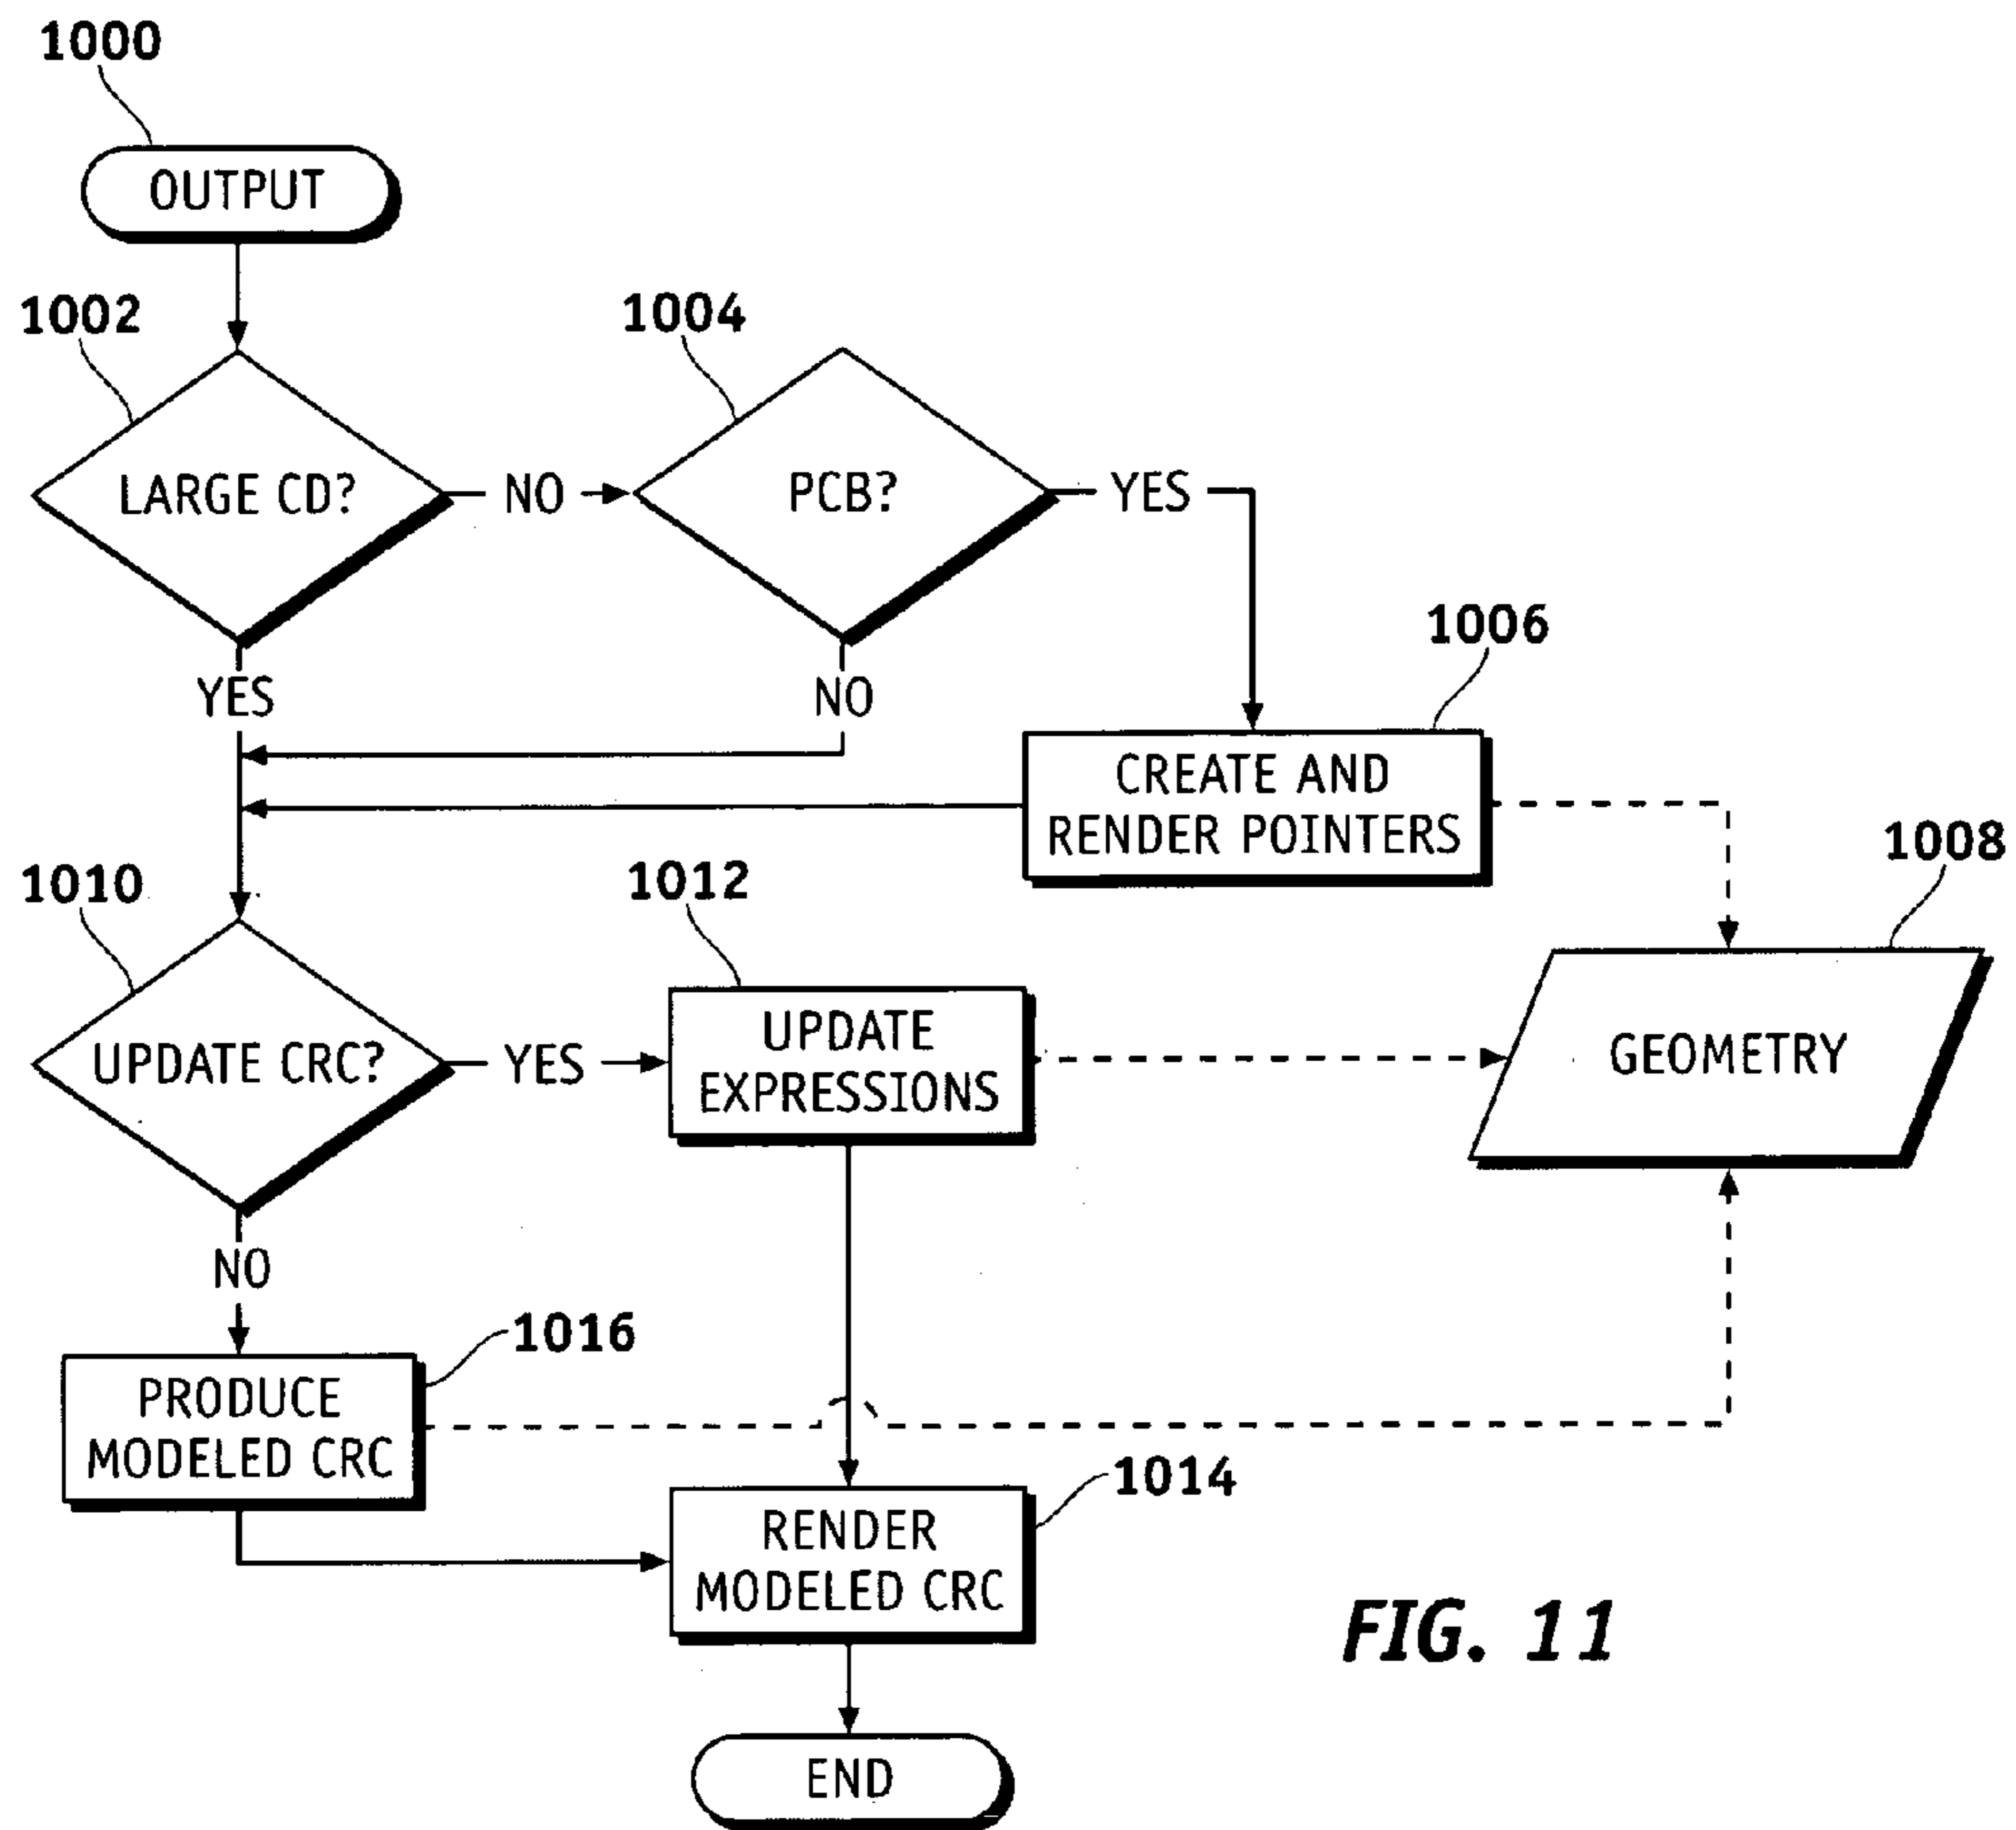 1000
OUTPUT
1002
1004
LARGE CD?
NO
PCB?
YES
1006
YES
NO
CREATE AND
RENDER POINTERS
1008
1010
1012
UPDATE CRC?
YES
UPDATE
EXPRESSIONS
GEOMETRY
NO
1016
PRODUCE
MODELED CRC
1014
RENDER
MODELED CRC
FIG. 11
END